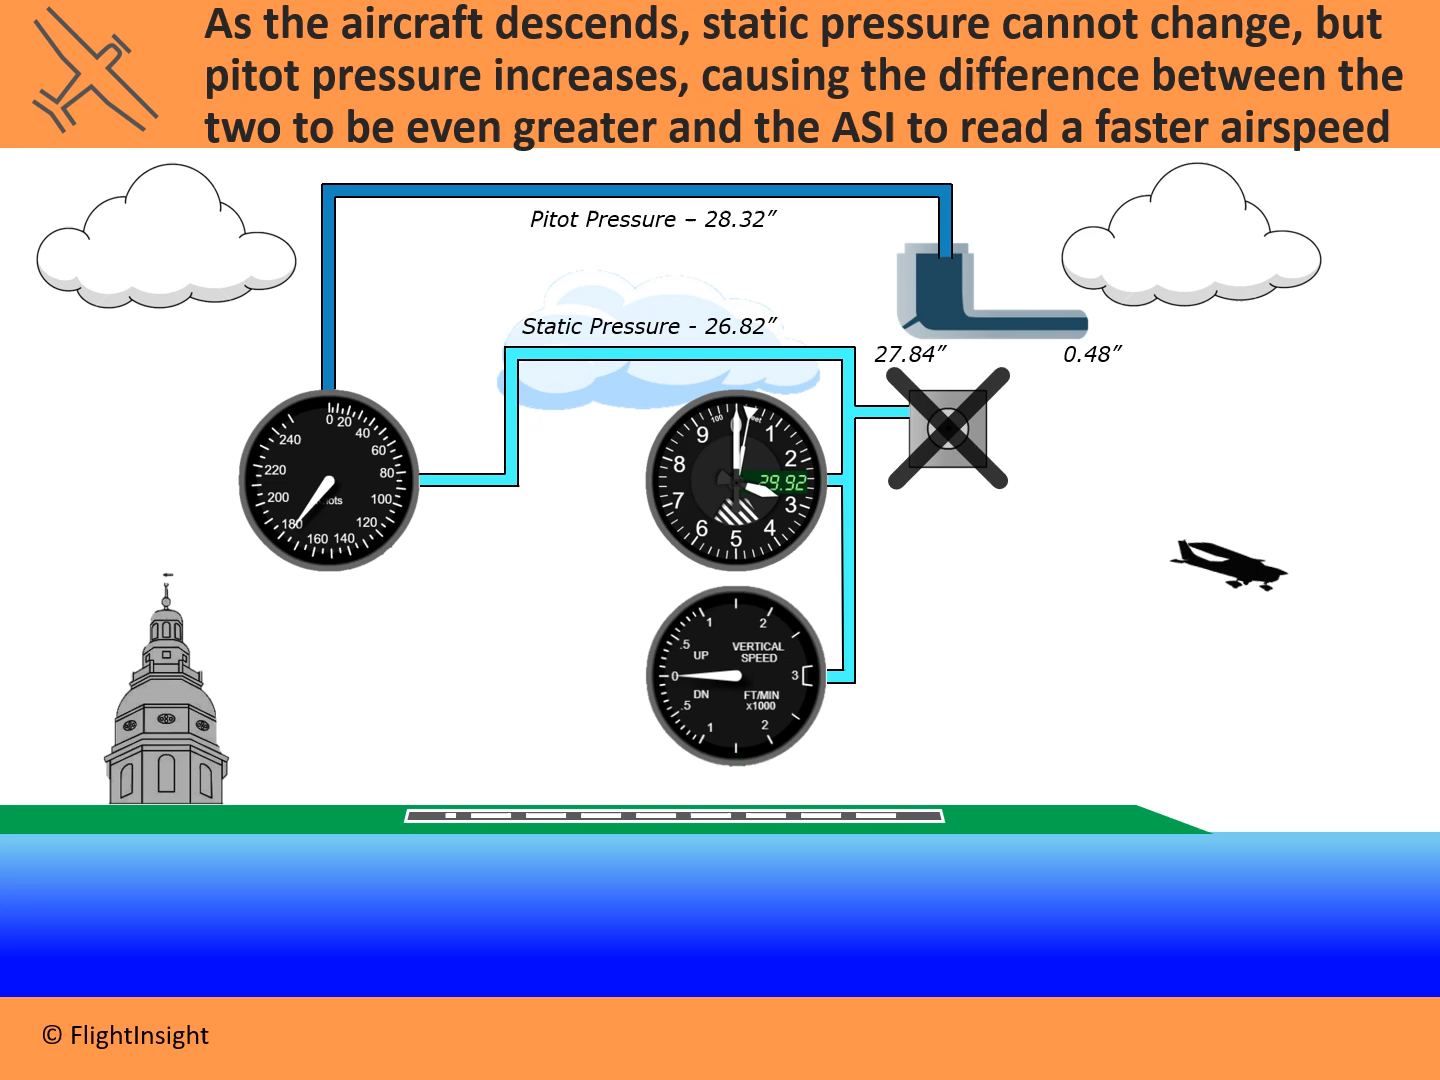 As the aircraft descends, static pressure cannot change, but
pitot pressure increases, causing the difference between the
two to be even greater and the ASI to read a faster airspeed
Pitot Pressure – 28.32”
Static Pressure - 26.82”
27.84”
0.48”
0
20
40
60
80
100
120
140
160
180
200
220
240
100
9
1
8
2
29.92
7
3
6
4
5
1
2
.5
UP
VERTICAL
SPEED
0
3
DN
FT/MIN
x1000
.5
1
2
© FlightInsight